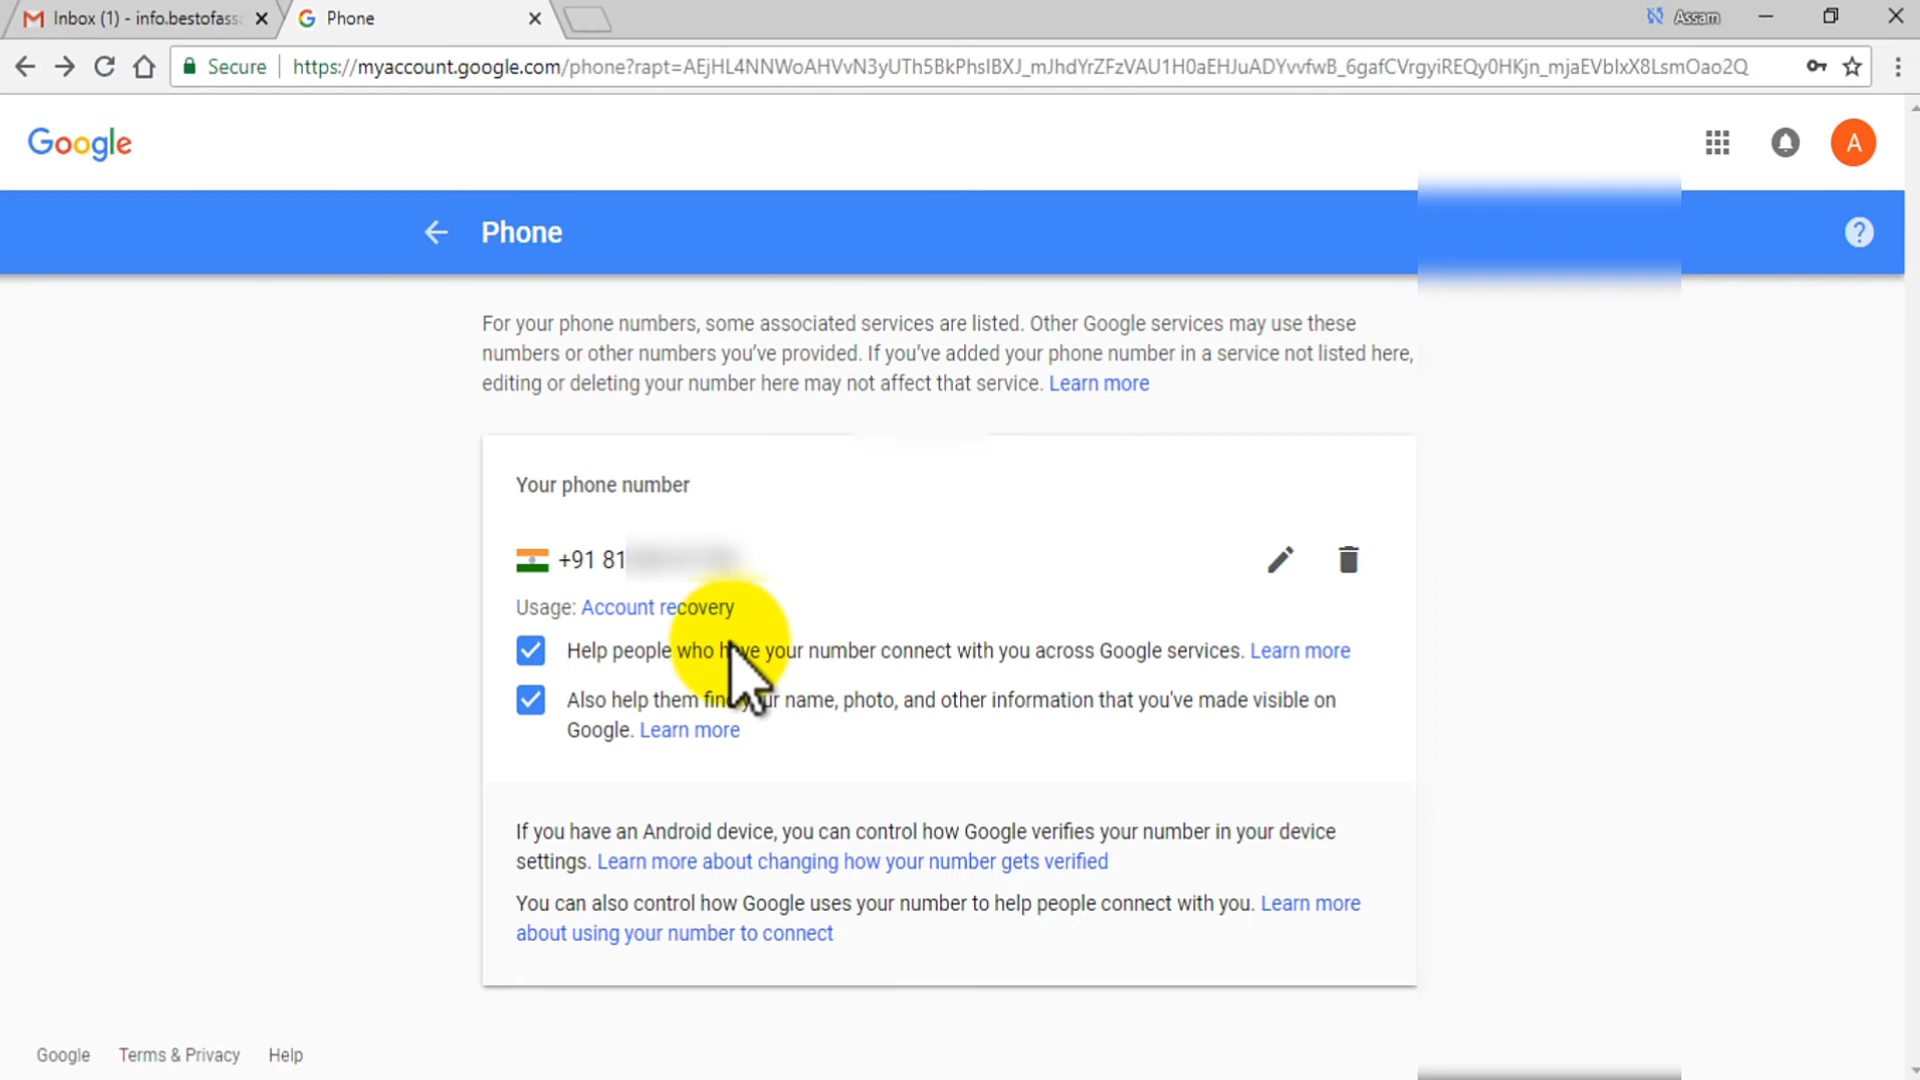 Inbox (1) - info.bestofass
Phone
Assam
Secure
https://myaccount.google.com/phone?rapt=AEjHL4NNWoAHVvN3yUTh5BkPhsIBXJ_mJhdYrZFzVAU1H0aEHJuADYvvfwB_6gafCVrgyiREQy0HKjn_mjaEVbIxX8LsmOao2Q
Google
A
Phone
?
For your phone numbers, some associated services are listed. Other Google services may use these
numbers or other numbers you've provided. If you've added your phone number in a service not listed here,
editing or deleting your number here may not affect that service. Learn more
Your phone number
+91 81
Usage: Account recovery
Help people who have your number connect with you across Google services. Learn more
Also help them find your name, photo, and other information that you've made visible on
Google. Learn more
If you have an Android device, you can control how Google verifies your number in your device
settings. Learn more about changing how your number gets verified
You can also control how Google uses your number to help people connect with you. Learn more
about using your number to connect
Google Terms & Privacy Help